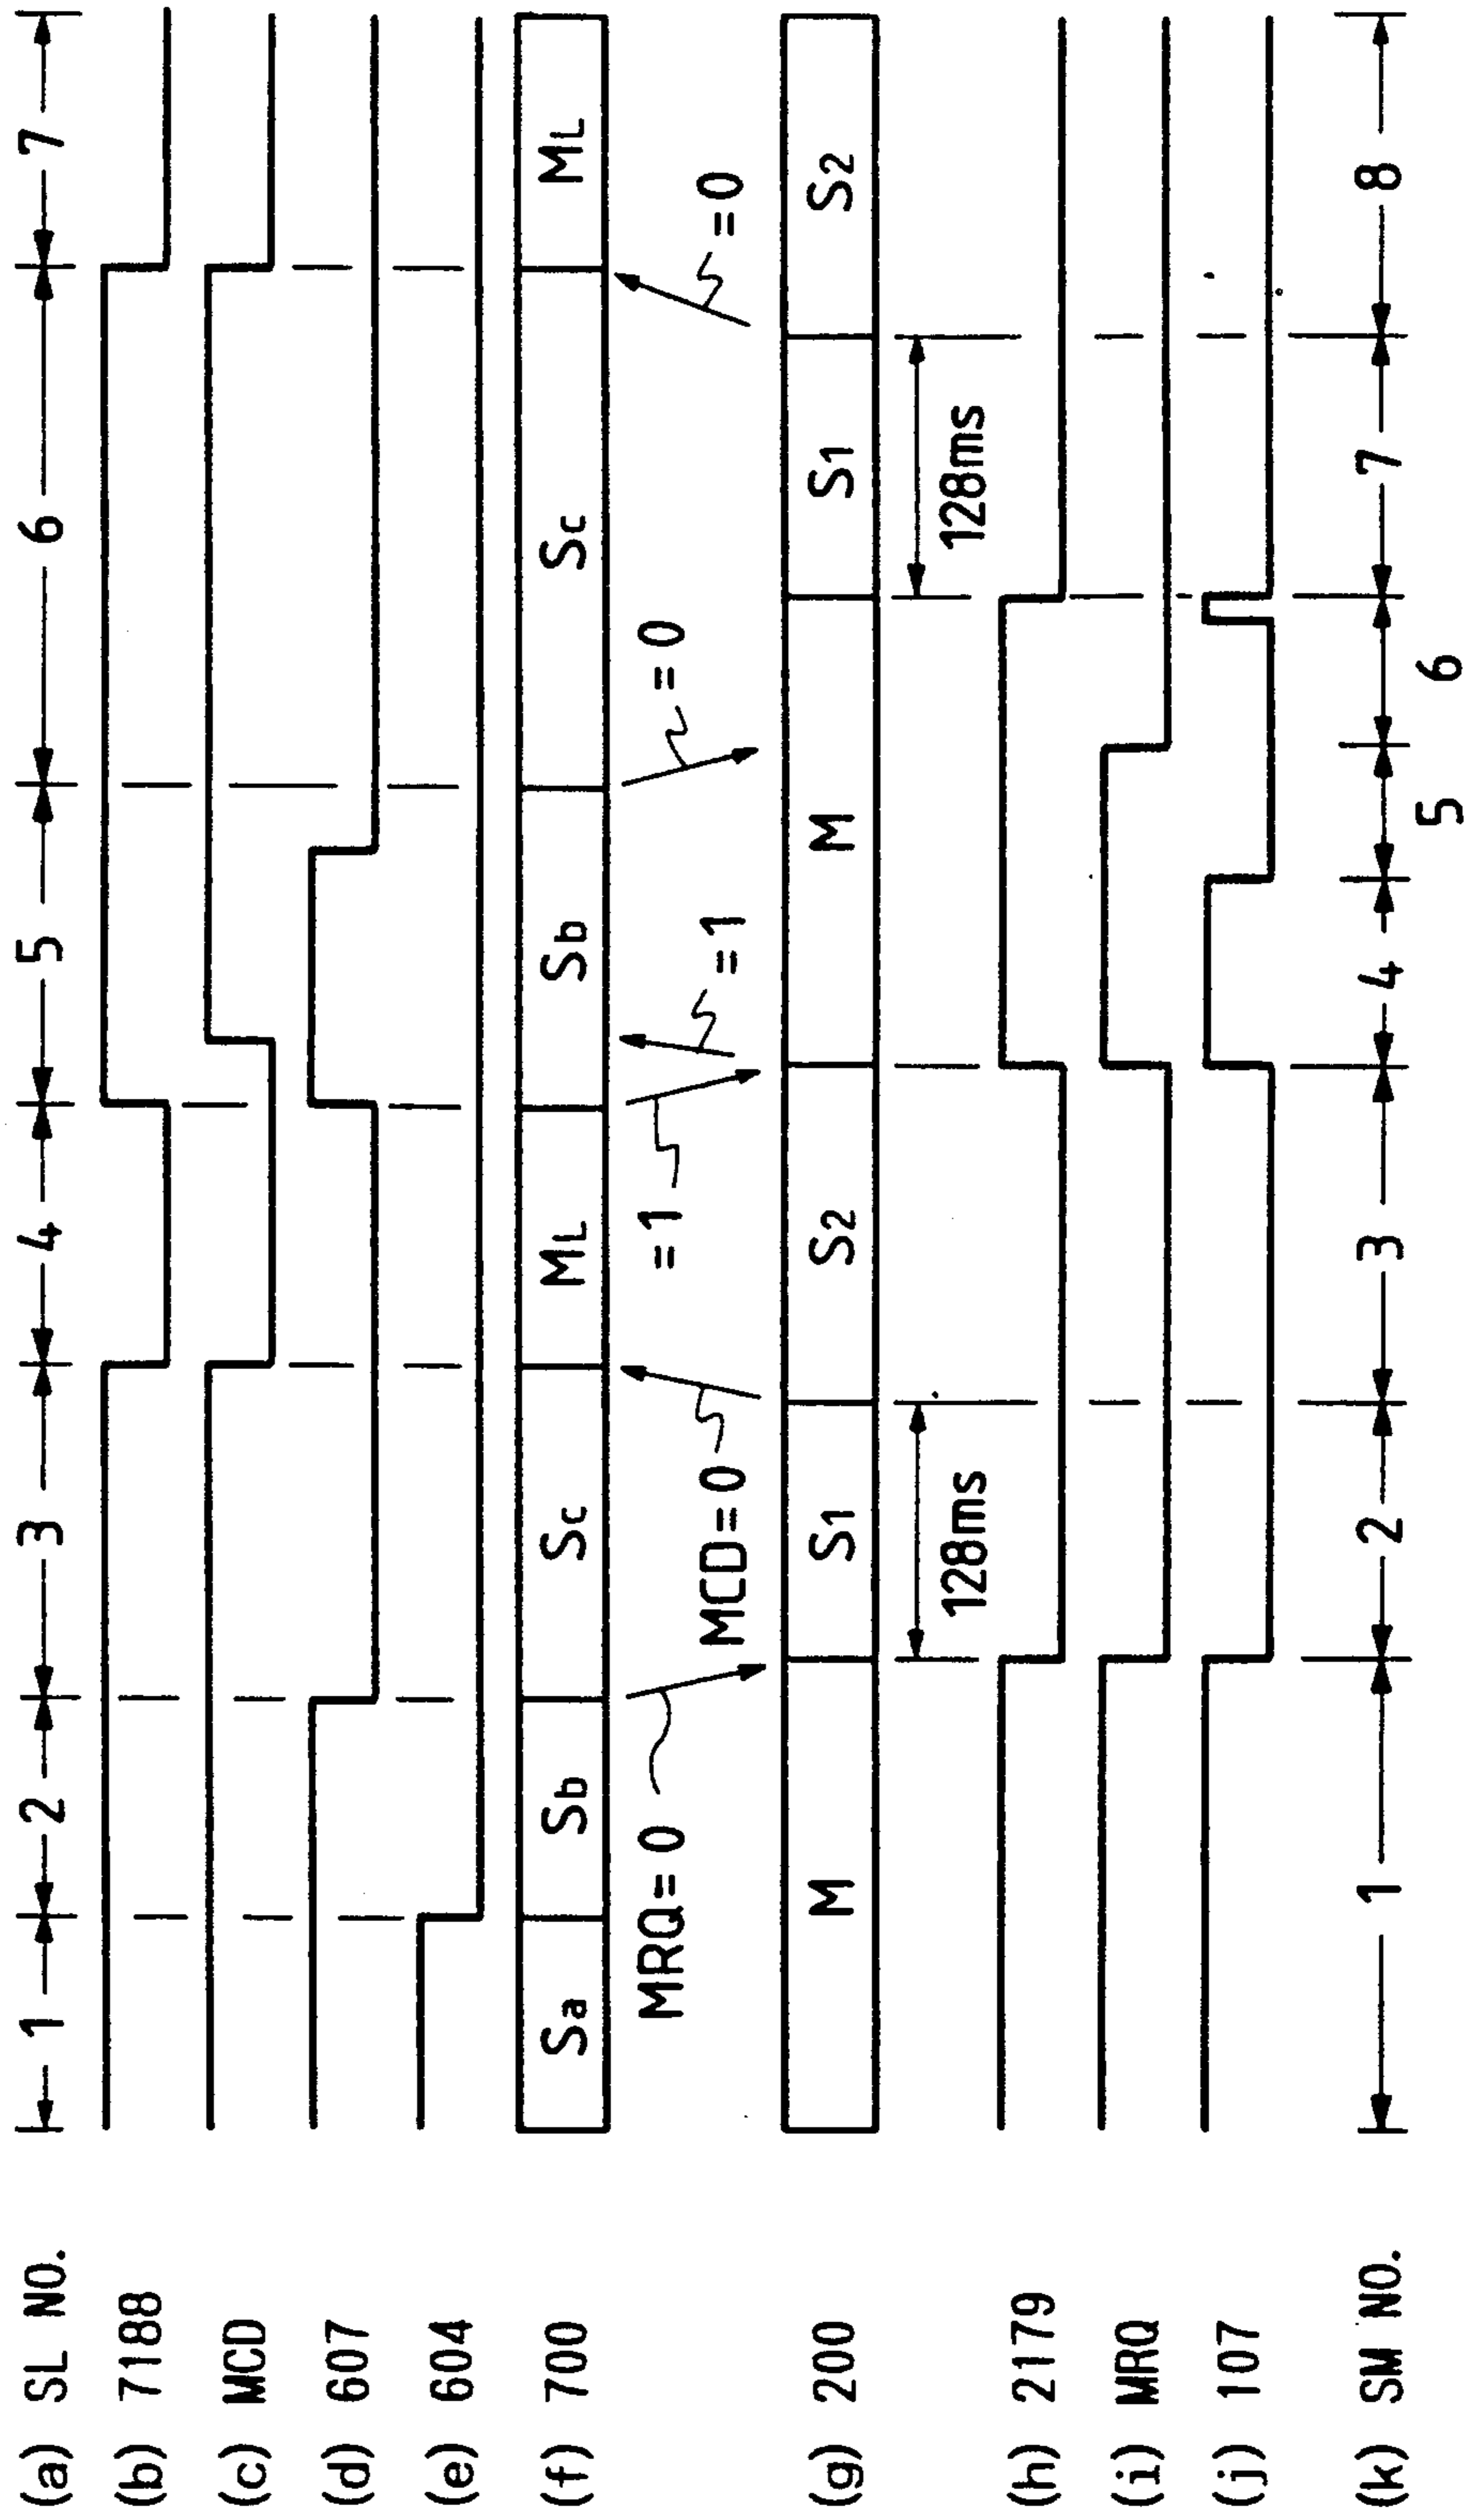 (a) SL NO. 1 2 3 4 5 6 7
(b) 7188
(c) MCD
(d) 607
(e) 604
(f) 700 Sa Sb Sc ML Sb Sc ML
MRQ=0 =1 =0
MCD=0 =1 =0
(g) 200 M S1 S2 M S1 S2
128ms 128ms
(h) 2179
(i) MRQ
(j) 107
(k) SM NO. 1 2 3 4 5 6 7 8